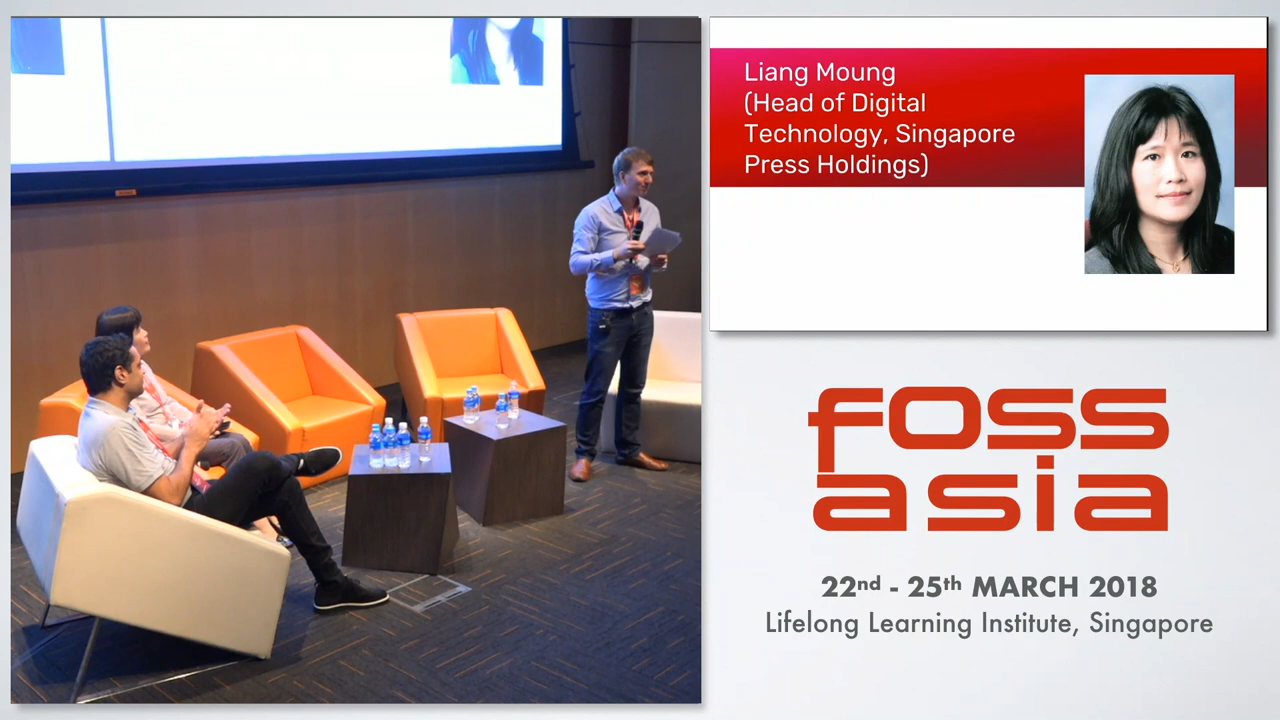 Liang Moung
(Head of Digital
Technology, Singapore
Press Holdings)
foss
asia
22nd - 25th MARCH 2018
Lifelong Learning Institute, Singapore